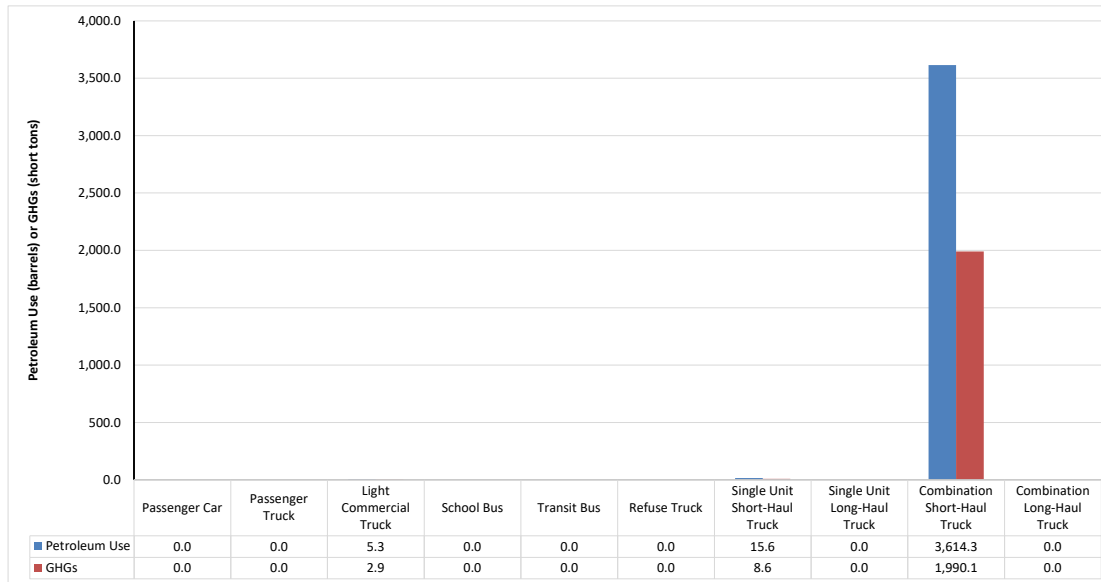 4,000.0
3,500.0
3,000.0
2,500.0
2,000.0
1,500.0
1,000.0
500.0
0.0
Petroleum Use (barrels) or GHGs (short tons)
Passenger Car
Passenger
Truck
Light
Commercial
Truck
School Bus
Transit Bus
Refuse Truck
Single Unit
Short-Haul
Truck
Single Unit
Long-Haul
Truck
Combination
Short-Haul
Truck
Combination
Long-Haul
Truck
Petroleum Use 0.0 0.0 5.3 0.0 0.0 0.0 15.6 0.0 3,614.3 0.0
GHGs 0.0 0.0 2.9 0.0 0.0 0.0 8.6 0.0 1,990.1 0.0